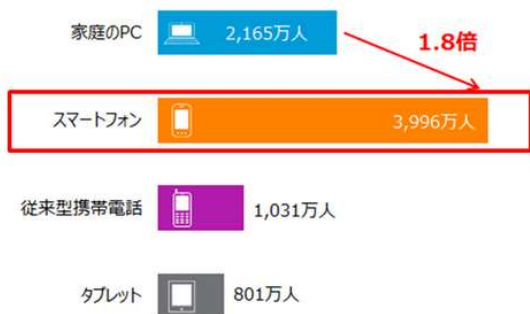 家庭のPC
2,165万人
1.8倍
スマートフォン
3,996万人
従来型携帯電話
1,031万人
タブレット
801万人